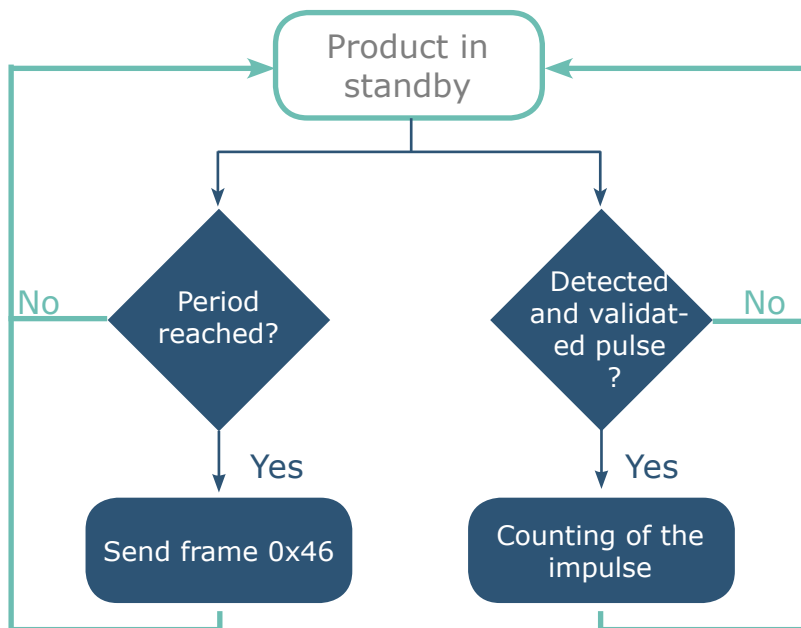 Product in
standby
No
Period
reached?
Detected
and validat-
ed pulse
?
No
Yes
Yes
Send frame 0x46
Counting of the
impulse